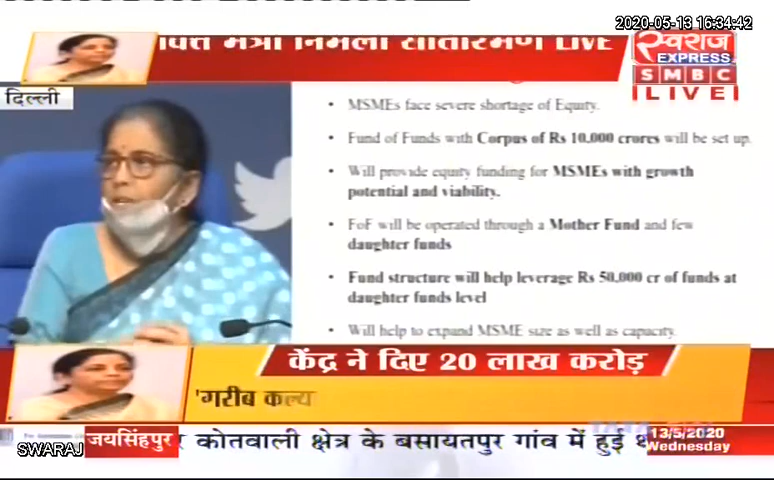 2020-05-13 16:34:42
वित्त मंत्री निर्मला सीतारमण LIVE
स्वराज
EXPRESS
SMBC
LIVE
दिल्ली
• MSMEs face severe shortage of Equity.
• Fund of Funds with Corpus of Rs 10,000 crores will be set up.
• Will provide equity funding for MSMEs with growth
potential and viability.
• FoF will be operated through a Mother Fund and few
daughter funds
• Fund structure will help leverage Rs 50,000 cr of funds at
daughter funds level
• Will help to expand MSME size as well as capacity.
केंद्र ने दिए 20 लाख करोड़
'गरीब कल्य
SWARAJ
जयसिंहपुर
कोतवाली क्षेत्र के बसायतपुर गांव में हुई
13/5/2020
Wednesday